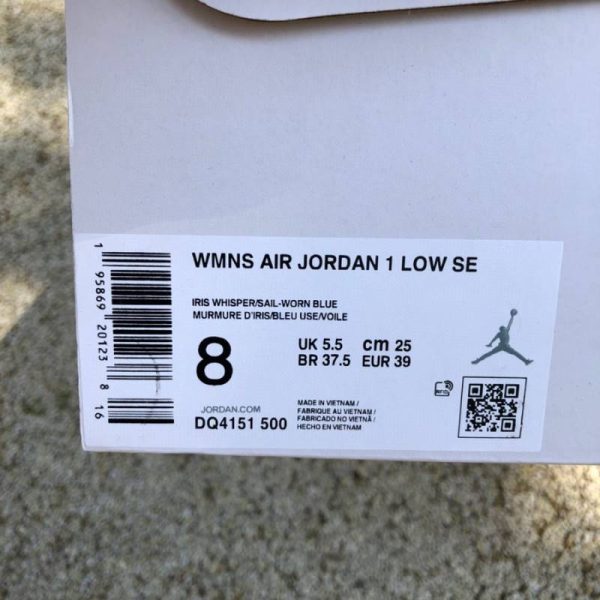 WMNS AIR JORDAN 1 LOW SE
IRIS WHISPER/SAIL-WORN BLUE
MURMURE D'IRIS/BLEU USE/VOILE
8
UK 5.5 cm 25
BR 37.5 EUR 39
JORDAN.COM
DQ4151 500
MADE IN VIETNAM /
FABRIQUE AU VIETNAM /
FABRICADO NO VIETNÃ /
HECHO EN VIETNAM
RFID
1 95869 20123 8 16